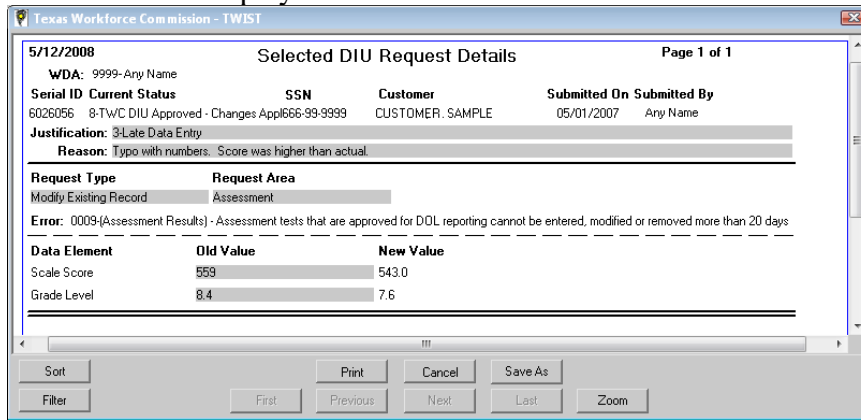 Texas Workforce Commission - TWIST
5/12/2008 Selected DIU Request Details Page 1 of 1
WDA: 9999-Any Name
Serial ID Current Status SSN Customer Submitted On Submitted By
6026056 8-TWC DIU Approved - Changes Appl666-99-9999 CUSTOMER. SAMPLE 05/01/2007 Any Name
Justification: 3-Late Data Entry
Reason: Typo with numbers. Score was higher than actual.
Request Type Request Area
Modify Existing Record Assessment
Error: 0009-(Assessment Results) - Assessment tests that are approved for DOL reporting cannot be entered, modified or removed more than 20 days
Data Element Old Value New Value
Scale Score 559 543.0
Grade Level 8.4 7.6
Sort Print Cancel Save As
Filter First Previous Next Last Zoom